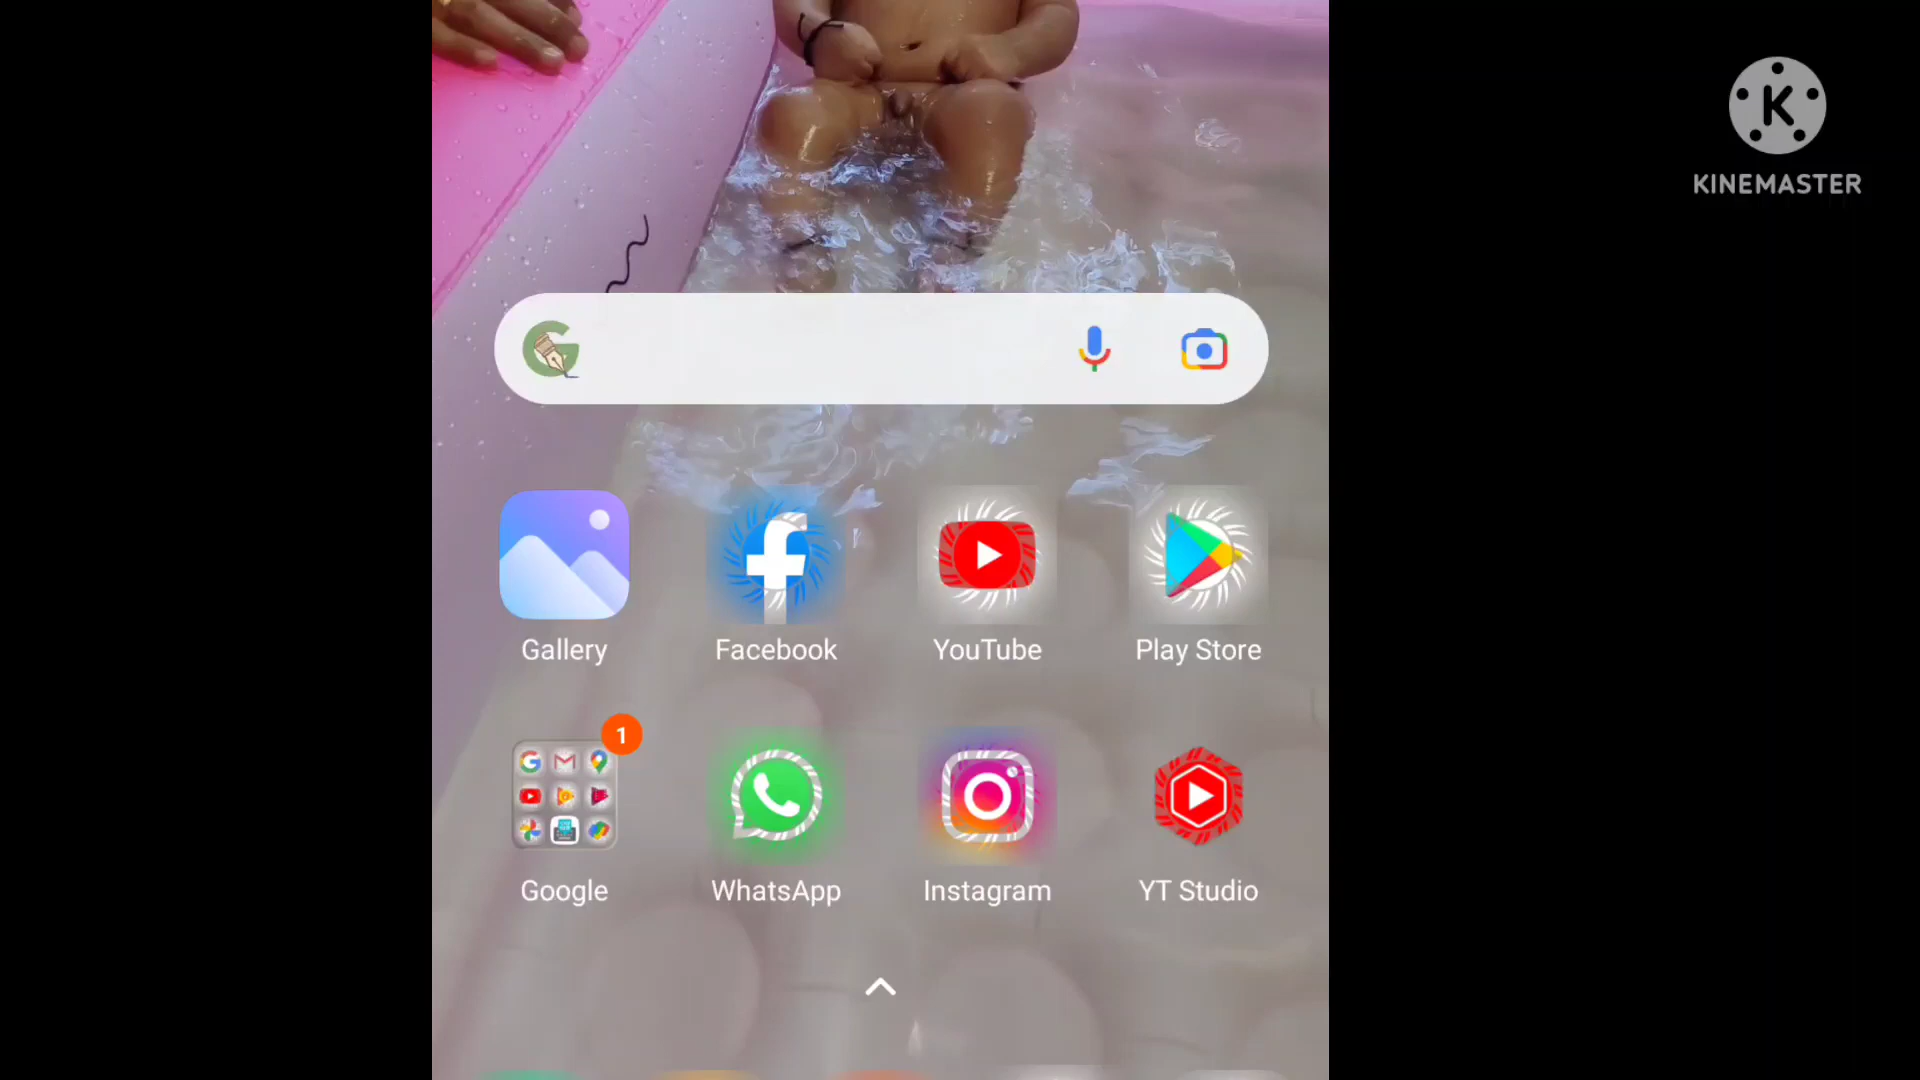 KINEMASTER
Gallery
Facebook
YouTube
Play Store
1
Google
WhatsApp
Instagram
YT Studio